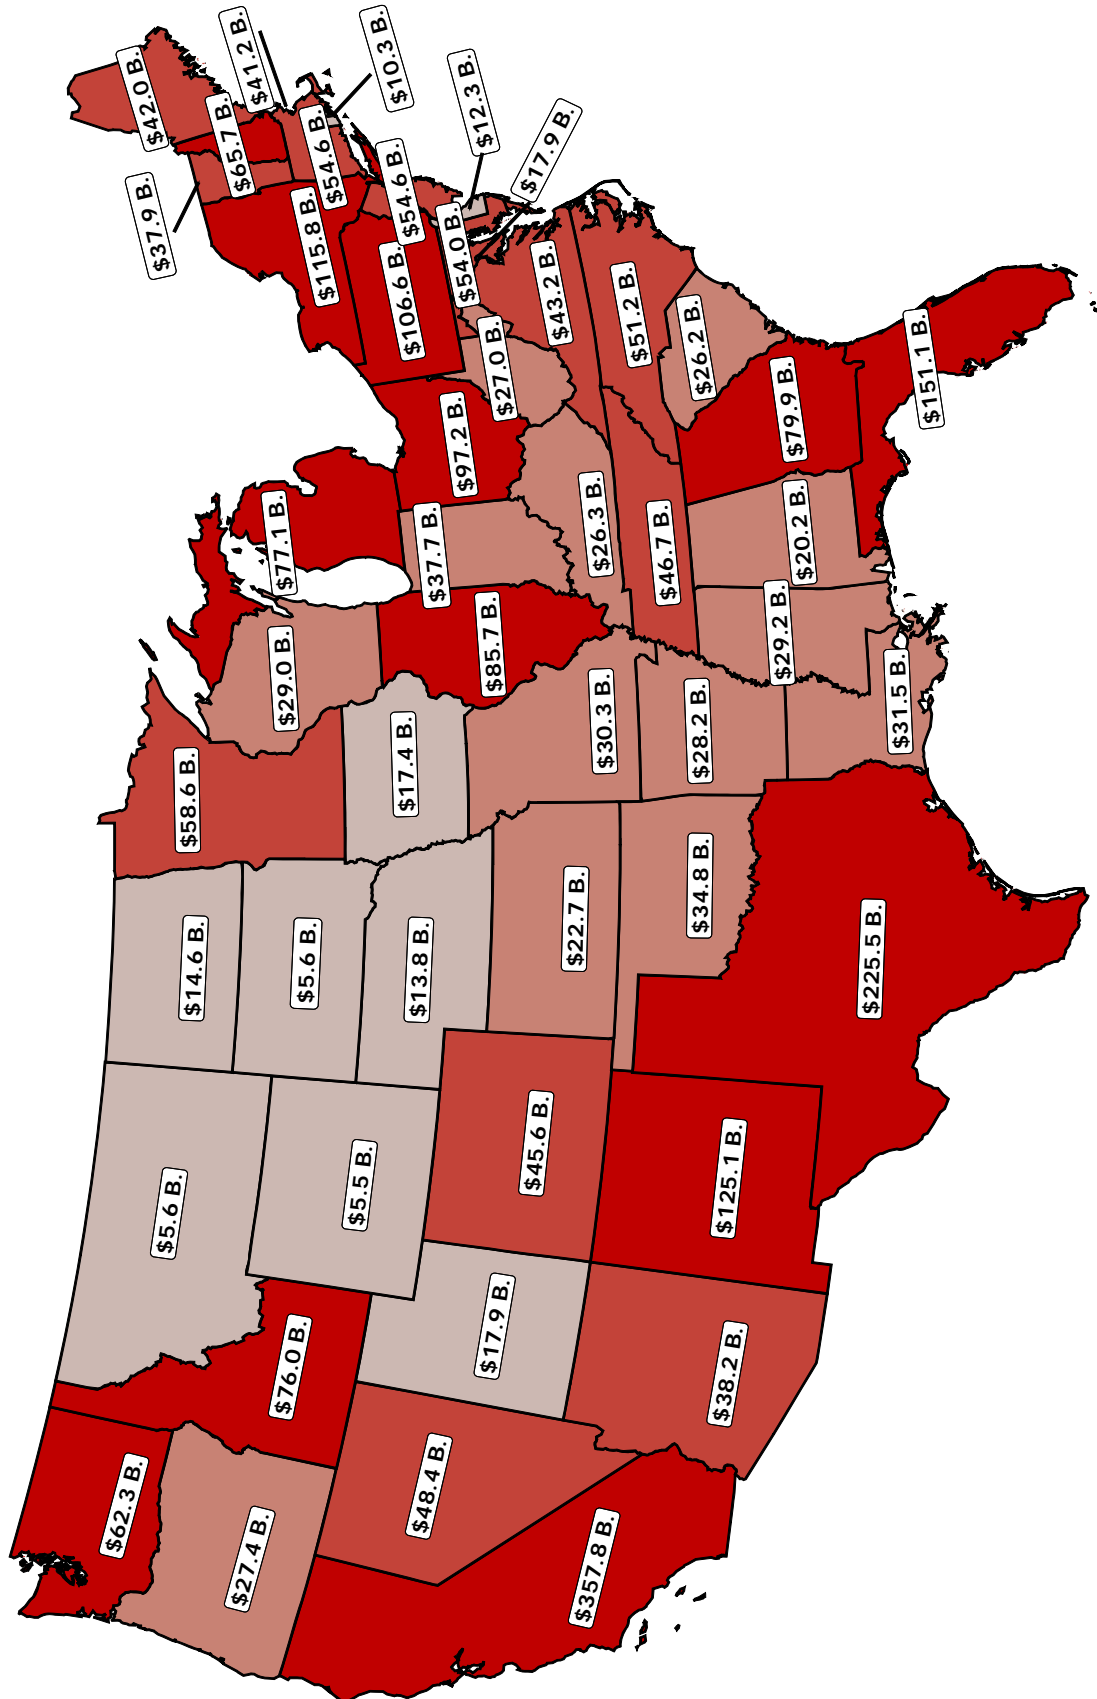 $62.3 B.
$27.4 B.
$357.8 B.
$48.4 B.
$76.0 B.
$5.6 B.
$5.5 B.
$17.9 B.
$38.2 B.
$45.6 B.
$125.1 B.
$14.6 B.
$5.6 B.
$13.8 B.
$22.7 B.
$34.8 B.
$225.5 B.
$58.6 B.
$17.4 B.
$30.3 B.
$28.2 B.
$31.5 B.
$29.0 B.
$85.7 B.
$77.1 B.
$37.7 B.
$97.2 B.
$26.3 B.
$46.7 B.
$29.2 B.
$20.2 B.
$79.9 B.
$151.1 B.
$26.2 B.
$51.2 B.
$43.2 B.
$27.0 B.
$54.0 B.
$17.9 B.
$12.3 B.
$106.6 B.
$54.6 B.
$115.8 B.
$54.6 B.
$10.3 B.
$41.2 B.
$37.9 B.
$65.7 B.
$42.0 B.